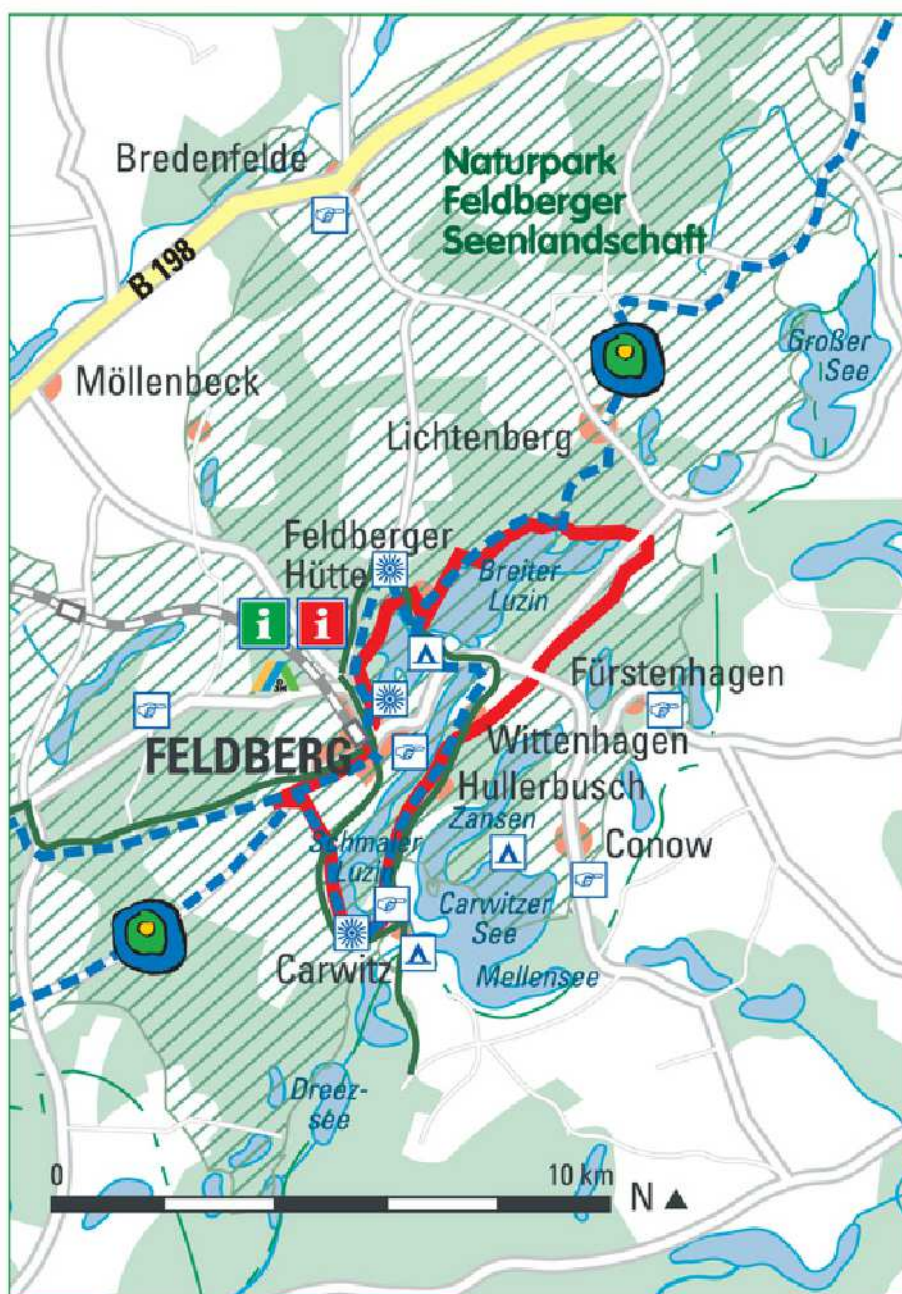 Bredenfelde
Naturpark
Feldberger
Seenlandschaft
B 198
Großer
See
Möllenbeck
Lichtenberg
Feldberger
Hütte
Breiter
Luzin
i i
Fürstenhagen
FELDBERG
Wittenhagen
Hullerbusch
Zansen
Schmaler
Luzin
Conow
Carwitzer
See
Carwitz
Mellensee
Dreez-
see
0 10 km
N